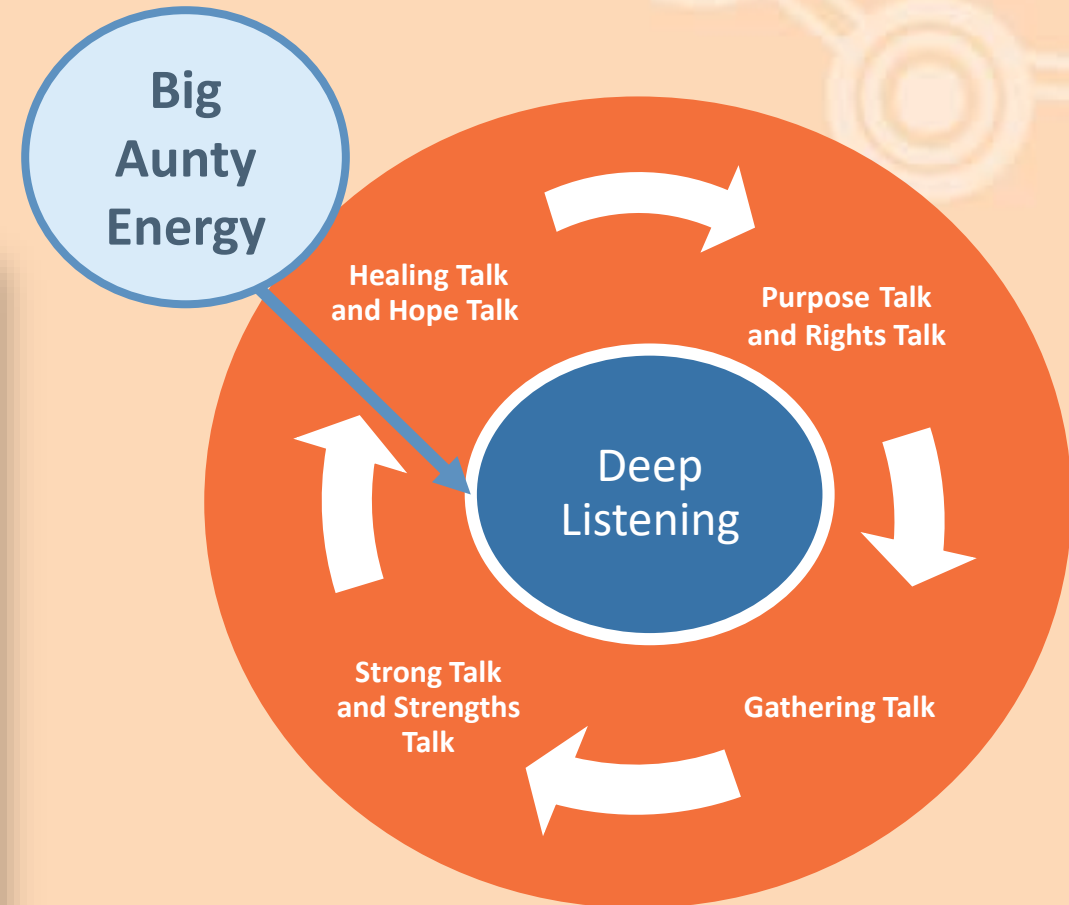 Big
Aunty
Energy
Healing Talk
and Hope Talk
Purpose Talk
and Rights Talk
Deep
Listening
Strong Talk
and Strengths
Talk
Gathering Talk